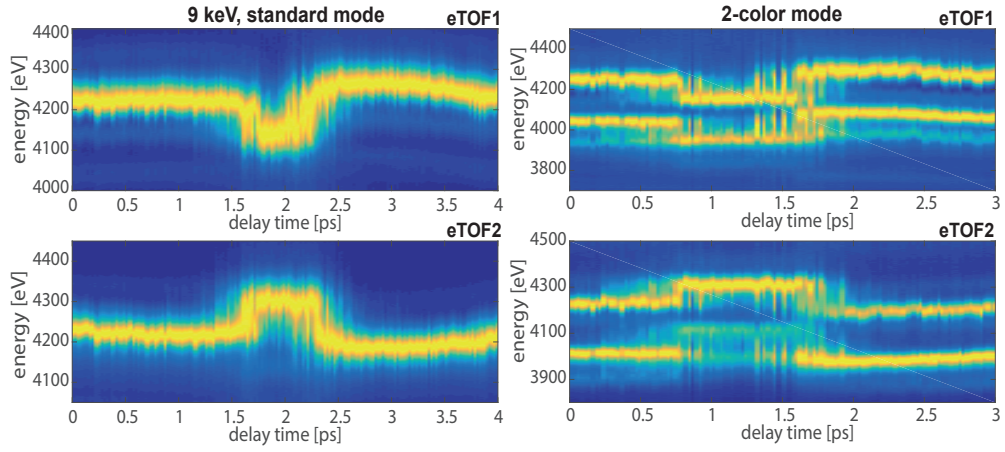 9 keV, standard mode eTOF1
energy [eV]
4400
4300
4200
4100
4000
0 0.5 1 1.5 2 2.5 3 3.5 4
delay time [ps]
eTOF2
energy [eV]
4400
4300
4200
4100
0 0.5 1 1.5 2 2.5 3 3.5 4
delay time [ps]
2-color mode eTOF1
energy [eV]
4400
4200
4000
3800
0 0.5 1 1.5 2 2.5 3
delay time [ps]
eTOF2
energy [eV]
4500
4300
4100
3900
0 0.5 1 1.5 2 2.5 3
delay time [ps]